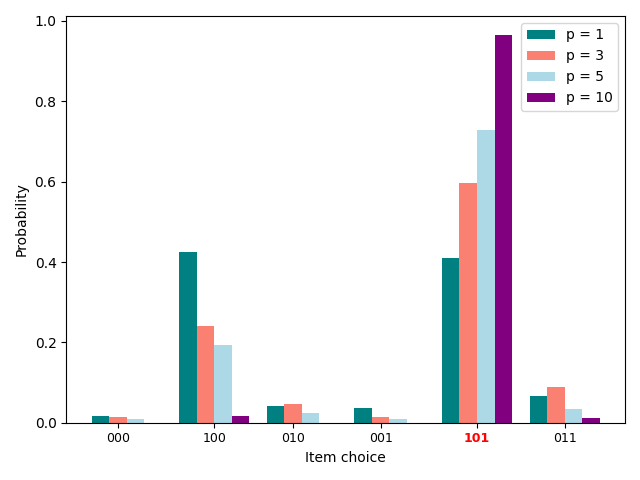 1.0
0.8
0.6
0.4
0.2
0.0
Probability
p = 1
p = 3
p = 5
p = 10
000 100 010 001 101 011
Item choice